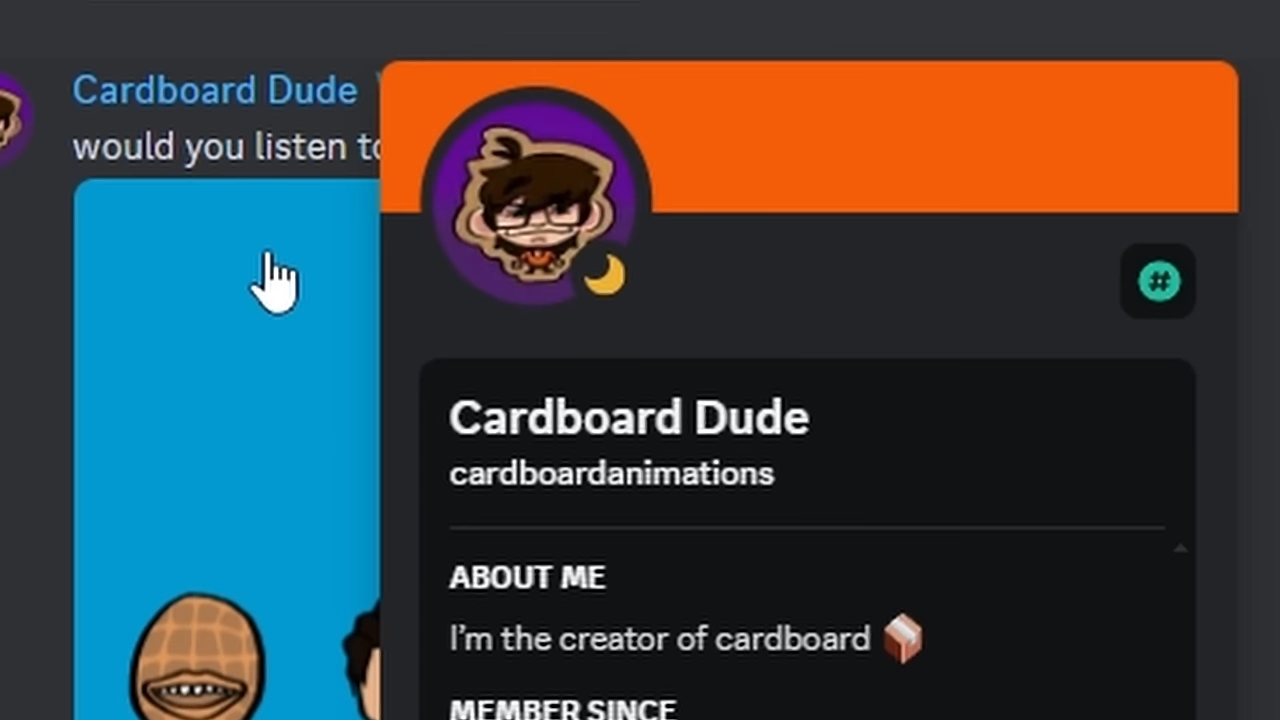 Cardboard Dude
would you listen to
Cardboard Dude
cardboardanimations
ABOUT ME
I'm the creator of cardboard
MEMBER SINCE